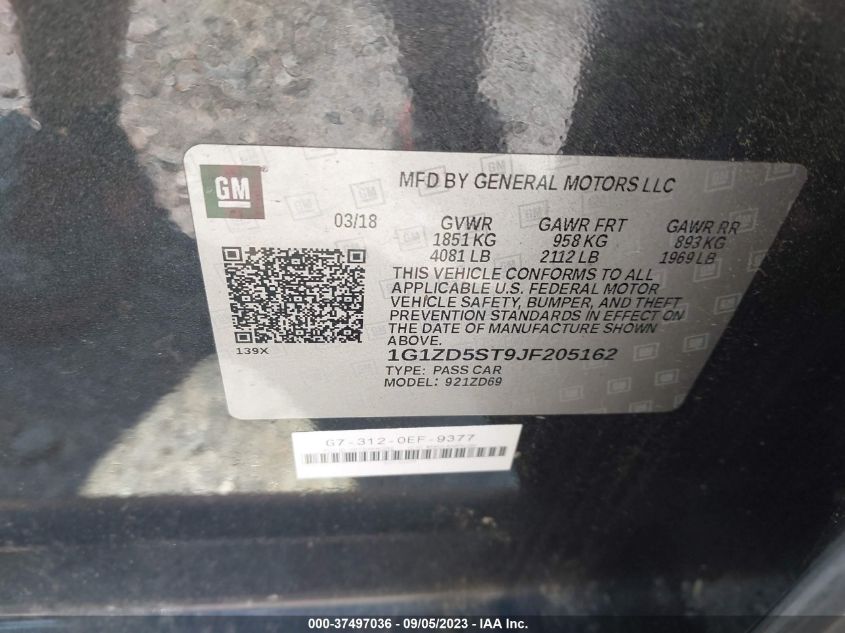 GM
MFD BY GENERAL MOTORS LLC
03/18 GVWR GAWR FRT GAWR RR
1851 KG 958 KG 893 KG
4081 LB 2112 LB 1969 LB
THIS VEHICLE CONFORMS TO ALL
APPLICABLE U.S. FEDERAL MOTOR
VEHICLE SAFETY, BUMPER, AND THEFT
PREVENTION STANDARDS IN EFFECT ON
THE DATE OF MANUFACTURE SHOWN
ABOVE.
139X
1G1ZD5ST9JF205162
TYPE: PASS CAR
MODEL: 921ZD69
G7-312-0EF-9377
000-37497036 - 09/05/2023 - IAA Inc.